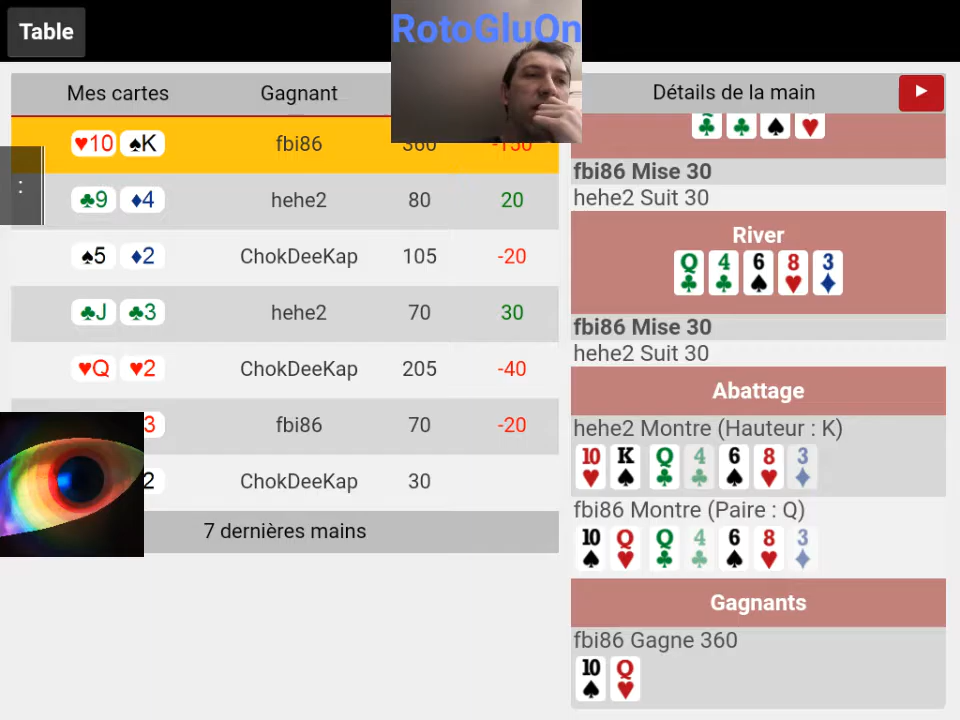 Table
RotoGluOn
Mes cartes Gagnant
♥10 ♠K fbi86 360 -150
:
♣9 ♦4 hehe2 80 20
♠5 ♦2 ChokDeeKap 105 -20
♣J ♣3 hehe2 70 30
♥Q ♥2 ChokDeeKap 205 -40
3 fbi86 70 -20
2 ChokDeeKap 30
7 dernières mains
Détails de la main
♣ ♣ ♠ ♥
fbi86 Mise 30
hehe2 Suit 30
River
Q♣ 4♣ 6♠ 8♥ 3♦
fbi86 Mise 30
hehe2 Suit 30
Abattage
hehe2 Montre (Hauteur : K)
10♥ K♠ Q♣ 4♣ 6♠ 8♥ 3♦
fbi86 Montre (Paire : Q)
10♠ Q♥ Q♣ 4♣ 6♠ 8♥ 3♦
Gagnants
fbi86 Gagne 360
10♠ Q♥